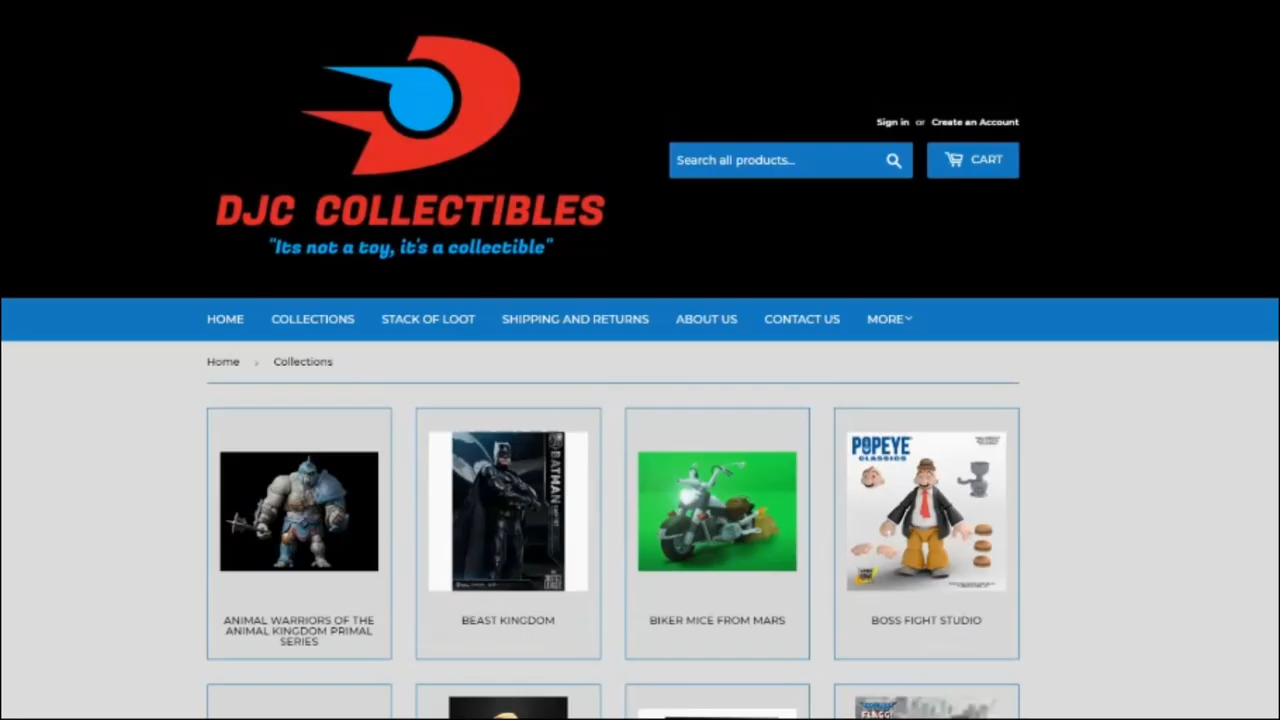 Sign in or Create an Account
Search all products...
CART
DJC COLLECTIBLES
"Its not a toy, it's a collectible"
HOME
COLLECTIONS
STACK OF LOOT
SHIPPING AND RETURNS
ABOUT US
CONTACT US
MORE
Home › Collections
BATMAN
POPEYE
CLASSICS
ANIMAL WARRIORS OF THE
ANIMAL KINGDOM PRIMAL
SERIES
BEAST KINGDOM
BIKER MICE FROM MARS
BOSS FIGHT STUDIO